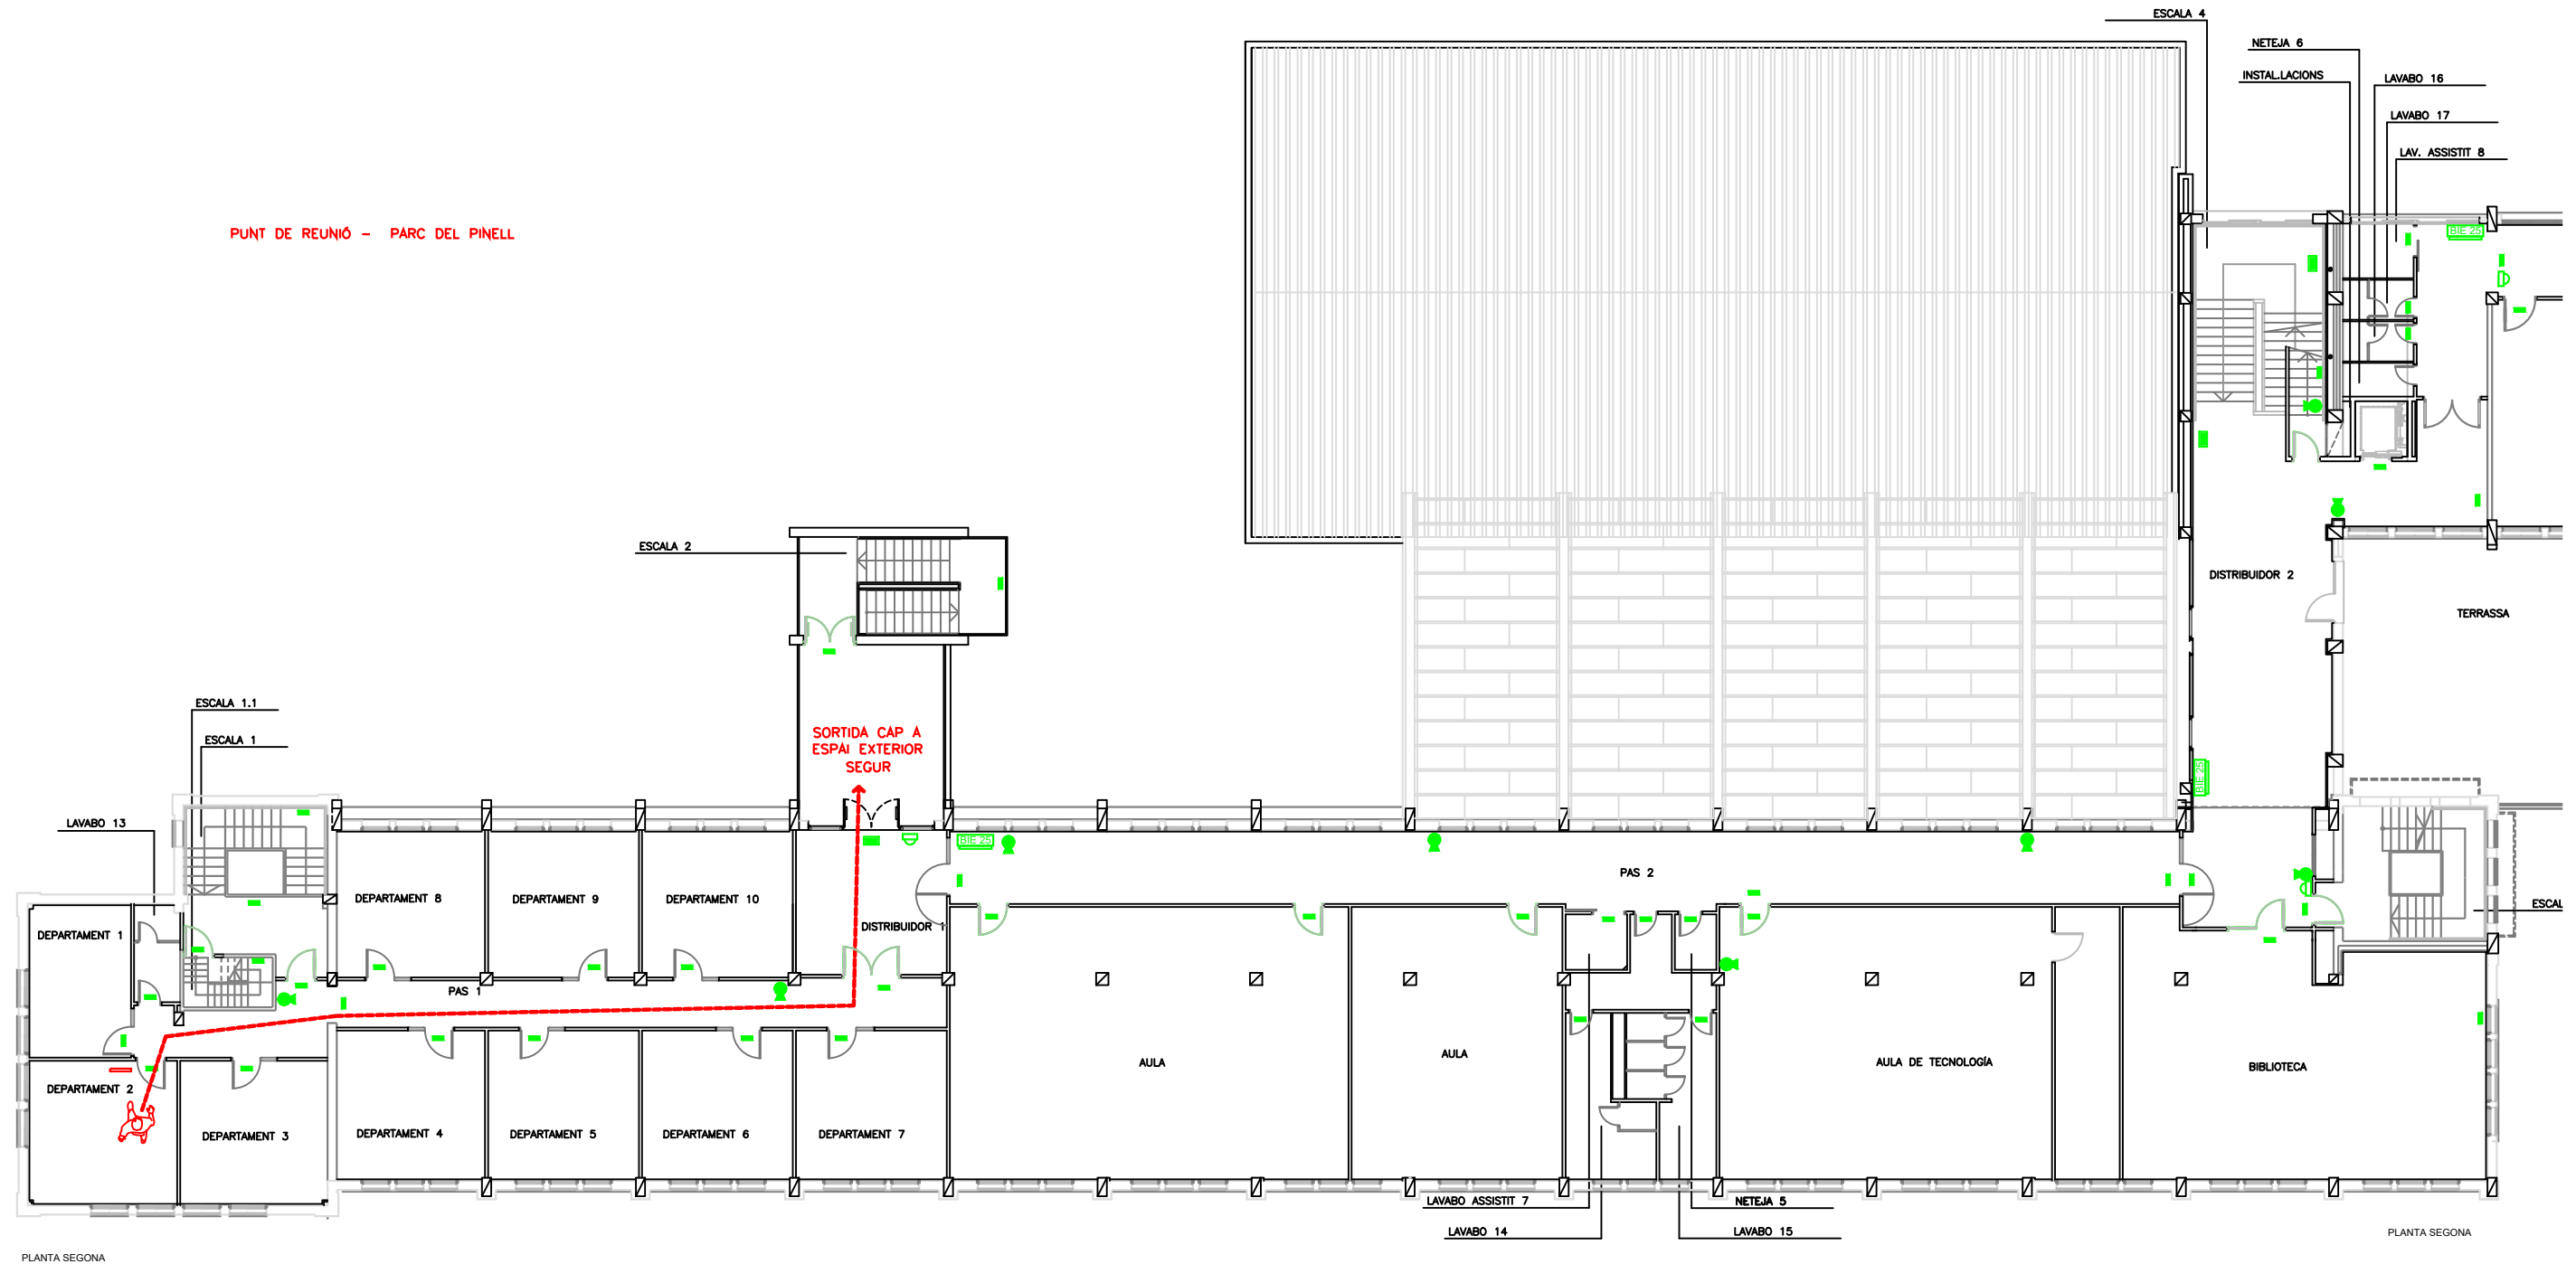 ESCALA 4
NETEJA 6
INSTAL.LACIONS
LAVABO 16
LAVABO 17
LAV. ASSISTIT 8
PUNT DE REUNIÓ - PARC DEL PINELL
BIE 25
ESCALA 2
DISTRIBUIDOR 2
TERRASSA
ESCALA 1.1
ESCALA 1
SORTIDA CAP A
ESPAI EXTERIOR
SEGUR
BIE 25
LAVABO 13
BIE 25
PAS 2
DEPARTAMENT 8
DEPARTAMENT 9
DEPARTAMENT 10
ESCAL
DEPARTAMENT 1
DISTRIBUIDOR 1
PAS 1
AULA
AULA
AULA DE TECNOLOGÍA
BIBLIOTECA
DEPARTAMENT 2
DEPARTAMENT 3
DEPARTAMENT 4
DEPARTAMENT 5
DEPARTAMENT 6
DEPARTAMENT 7
LAVABO ASSISTIT 7
NETEJA 5
LAVABO 14
LAVABO 15
PLANTA SEGONA
PLANTA SEGONA